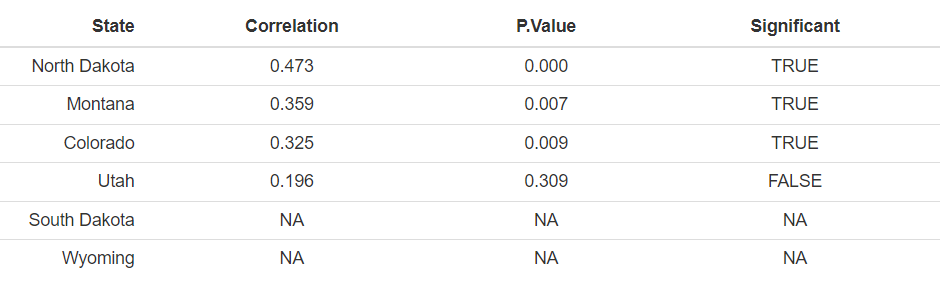 State Correlation P.Value Significant
North Dakota 0.473 0.000 TRUE
Montana 0.359 0.007 TRUE
Colorado 0.325 0.009 TRUE
Utah 0.196 0.309 FALSE
South Dakota NA NA NA
Wyoming NA NA NA